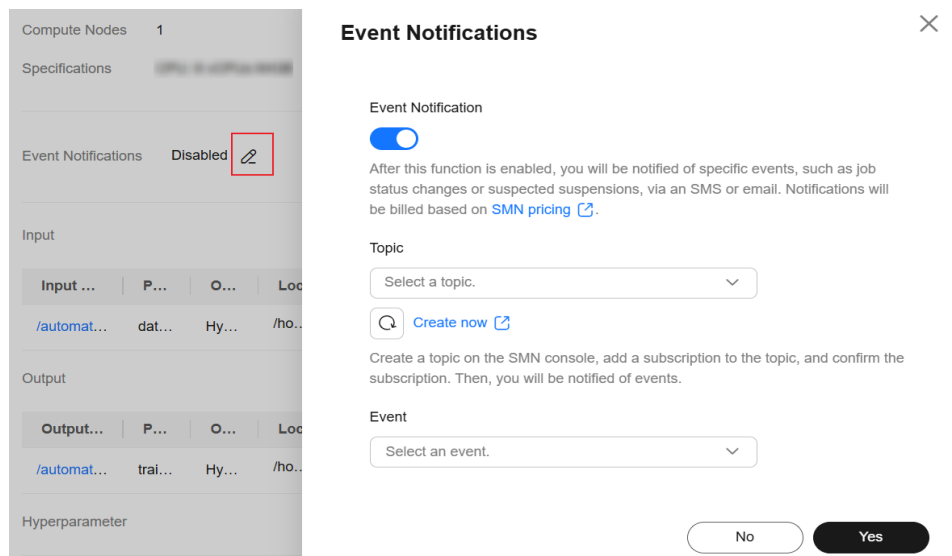 Compute Nodes 1
Specifications
Event Notifications Disabled
Input
Input ... P... O... Loc
/automat... dat... Hy... /ho..
Output
Output... P... O... Loc
/automat... trai... Hy... /ho..
Hyperparameter
Event Notifications
Event Notification
After this function is enabled, you will be notified of specific events, such as job
status changes or suspected suspensions, via an SMS or email. Notifications will
be billed based on SMN pricing .
Topic
Select a topic.
Create now
Create a topic on the SMN console, add a subscription to the topic, and confirm the
subscription. Then, you will be notified of events.
Event
Select an event.
No Yes